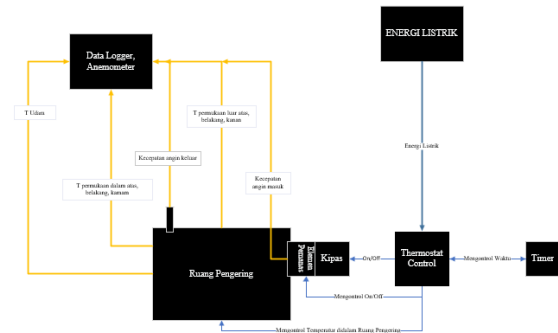 ENERGI LISTRIK
Data Logger,
Anemometer
T Udara
T permukaan luar atas,
belakang, kanan
Energi Listrik
Kecepatan angin keluar
T permukaan dalam atas,
belakang, kanan
Kecepatan
angin masuk
Ruang Pengering
Elemen
Pemanas
Kipas
On/Off
Thermostat
Control
Mengontrol Waktu
Timer
Mengontrol On/Off
Mengontrol Temperatur didalam Ruang Pengering